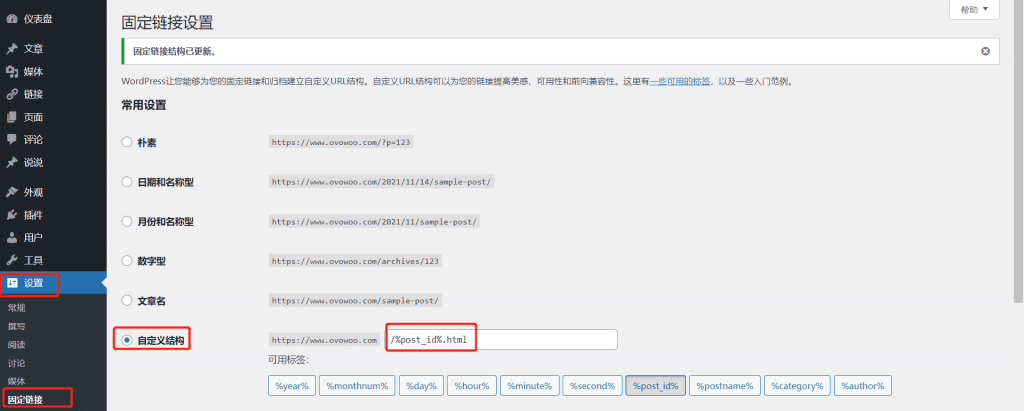 仪表盘
文章
媒体
链接
页面
评论
说说
外观
插件
用户
工具
设置
常规
撰写
阅读
讨论
媒体
固定链接
帮助
固定链接设置
固定链接结构已更新。
WordPress让您能够为您的固定链接和归档建立自定义URL结构。自定义URL结构可以为您的链接提高美感、可用性和前向兼容性。这里有一些可用的标签，以及一些入门范例。
常用设置
朴素 https://www.ovowoo.com/?p=123
日期和名称型 https://www.ovowoo.com/2021/11/14/sample-post/
月份和名称型 https://www.ovowoo.com/2021/11/sample-post/
数字型 https://www.ovowoo.com/archives/123
文章名 https://www.ovowoo.com/sample-post/
自定义结构 https://www.ovowoo.com /%post_id%.html
可用标签：
%year% %monthnum% %day% %hour% %minute% %second% %post_id% %postname% %category% %author%